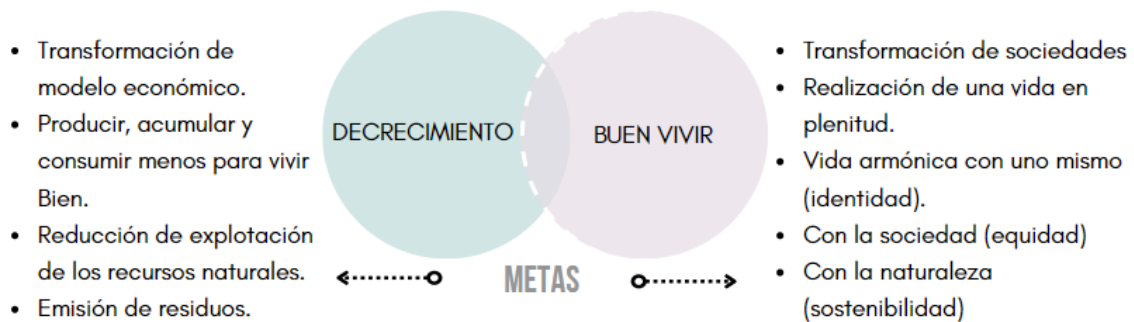 • Transformación de
modelo económico.
• Producir, acumular y
consumir menos para vivir
Bien.
• Reducción de explotación
de los recursos naturales.
• Emisión de residuos.
DECRECIMIENTO
BUEN VIVIR
METAS
• Transformación de sociedades
• Realización de una vida en
plenitud.
• Vida armónica con uno mismo
(identidad).
• Con la sociedad (equidad)
• Con la naturaleza
(sostenibilidad)